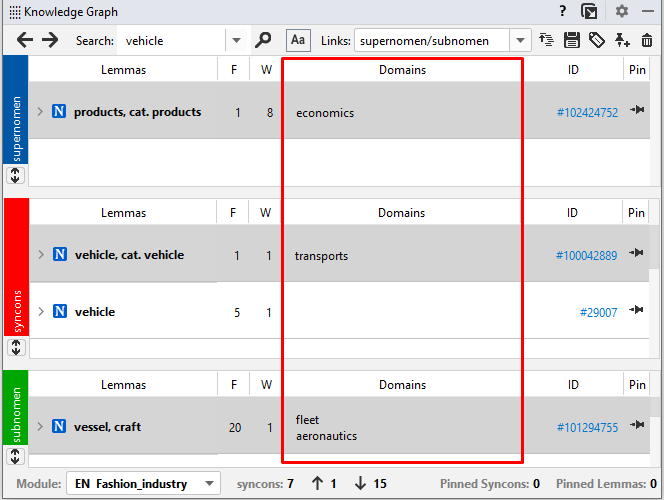 Knowledge Graph ?
Search: vehicle Aa Links: supernomen/subnomen
Lemmas F W Domains ID Pin
supernomen
N products, cat. products 1 8 economics #102424752
Lemmas F W Domains ID Pin
syncons
N vehicle, cat. vehicle 1 1 transports #100042889
N vehicle 5 1 #29007
Lemmas F W Domains ID Pin
subnomen
N vessel, craft 20 1 fleet #101294755
aeronautics
Module: EN Fashion_industry syncons: 7 1 15 Pinned Syncons: 0 Pinned Lemmas: 0